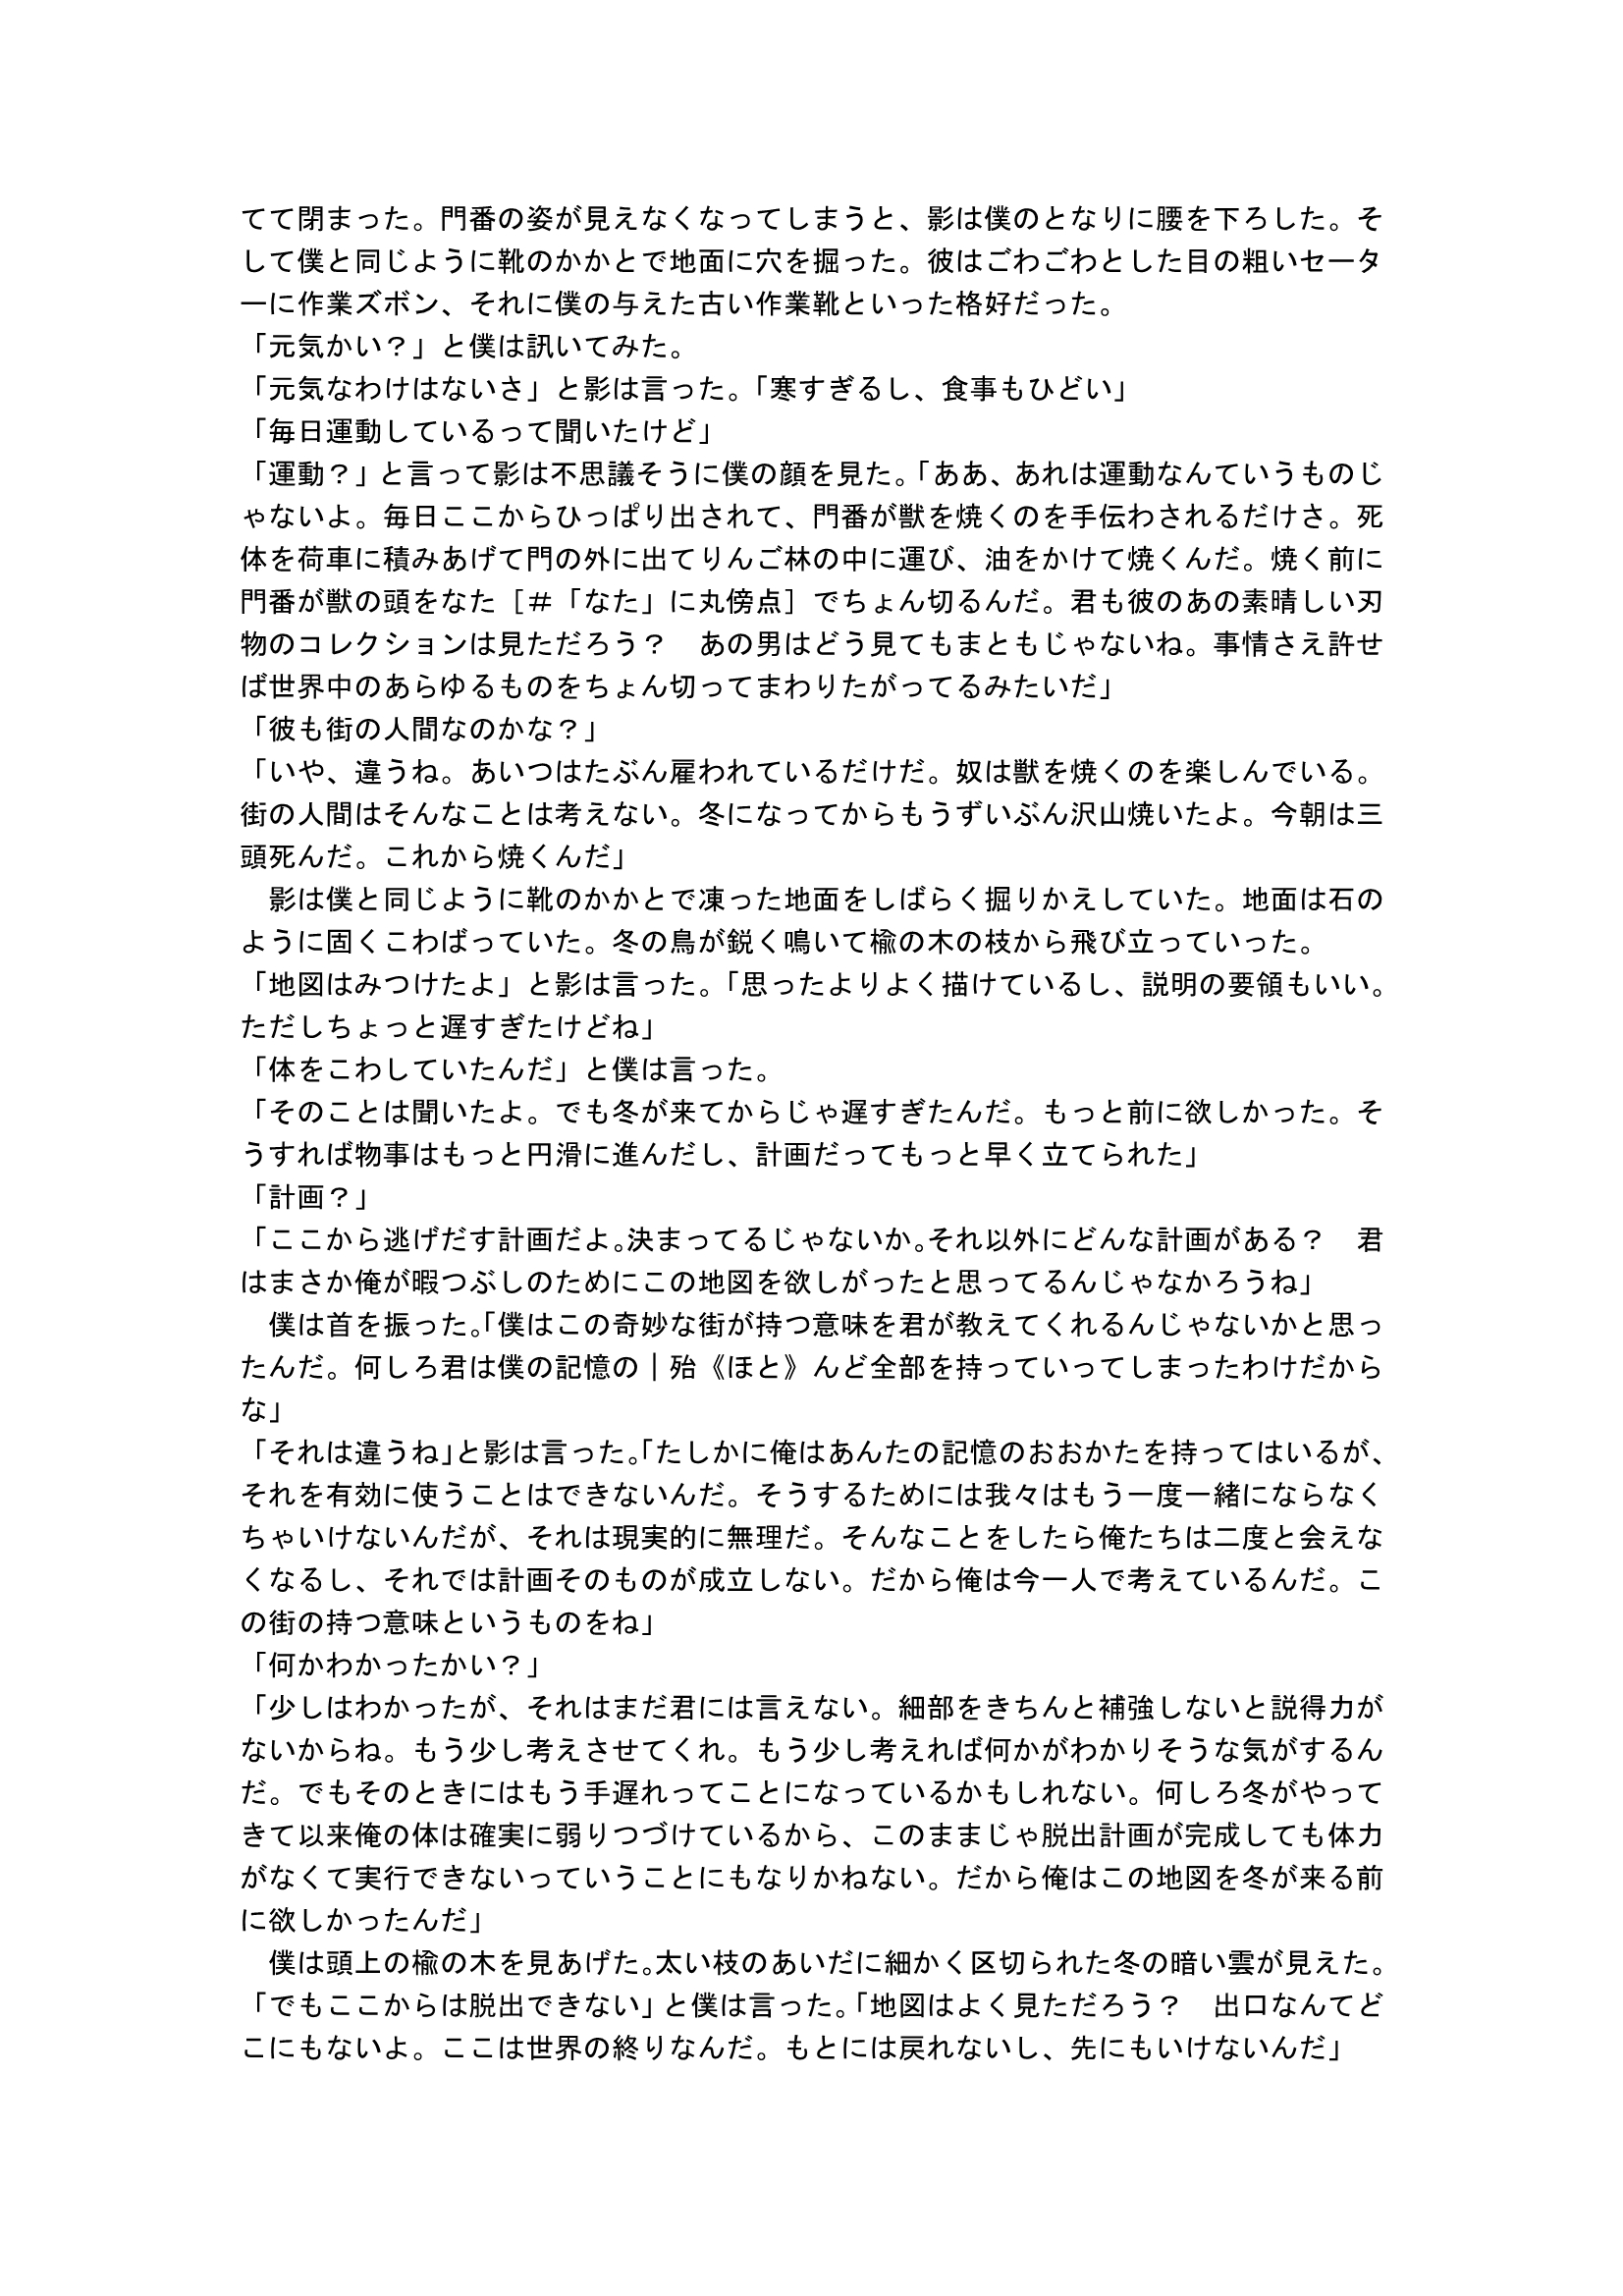 てて閉まった。門番の姿が見えなくなってしまうと、影は僕のとなりに腰を下ろした。そ
して僕と同じように靴のかかとで地面に穴を掘った。彼はごわごわとした目の粗いセータ
ーに作業ズボン、それに僕の与えた古い作業靴といった格好だった。
「元気かい？」と僕は訊いてみた。
「元気なわけはないさ」と影は言った。「寒すぎるし、食事もひどい」
「毎日運動しているって聞いたけど」
「運動？」と言って影は不思議そうに僕の顔を見た。「ああ、あれは運動なんていうものじ
ゃないよ。毎日ここからひっぱり出されて、門番が獣を焼くのを手伝わされるだけさ。死
体を荷車に積みあげて門の外に出てりんご林の中に運び、油をかけて焼くんだ。焼く前に
門番が獣の頭をなた［＃「なた」に丸傍点］でちょん切るんだ。君も彼のあの素晴しい刃
物のコレクションは見ただろう？　あの男はどう見てもまともじゃないね。事情さえ許せ
ば世界中のあらゆるものをちょん切ってまわりたがってるみたいだ」
「彼も街の人間なのかな？」
「いや、違うね。あいつはたぶん雇われているだけだ。奴は獣を焼くのを楽しんでいる。
街の人間はそんなことは考えない。冬になってからもうずいぶん沢山焼いたよ。今朝は三
頭死んだ。これから焼くんだ」
　影は僕と同じように靴のかかとで凍った地面をしばらく掘りかえしていた。地面は石の
ように固くこわばっていた。冬の鳥が鋭く鳴いて楡の木の枝から飛び立っていった。
「地図はみつけたよ」と影は言った。「思ったよりよく描けているし、説明の要領もいい。
ただしちょっと遅すぎたけどね」
「体をこわしていたんだ」と僕は言った。
「そのことは聞いたよ。でも冬が来てからじゃ遅すぎたんだ。もっと前に欲しかった。そ
うすれば物事はもっと円滑に進んだし、計画だってもっと早く立てられた」
「計画？」
「ここから逃げだす計画だよ。決まってるじゃないか。それ以外にどんな計画がある？　君
はまさか俺が暇つぶしのためにこの地図を欲しがったと思ってるんじゃなかろうね」
　僕は首を振った。「僕はこの奇妙な街が持つ意味を君が教えてくれるんじゃないかと思っ
たんだ。何しろ君は僕の記憶の｜殆《ほと》んど全部を持っていってしまったわけだから
な」
「それは違うね」と影は言った。「たしかに俺はあんたの記憶のおおかたを持ってはいるが、
それを有効に使うことはできないんだ。そうするためには我々はもう一度一緒にならなく
ちゃいけないんだが、それは現実的に無理だ。そんなことをしたら俺たちは二度と会えな
くなるし、それでは計画そのものが成立しない。だから俺は今一人で考えているんだ。こ
の街の持つ意味というものをね」
「何かわかったかい？」
「少しはわかったが、それはまだ君には言えない。細部をきちんと補強しないと説得力が
ないからね。もう少し考えさせてくれ。もう少し考えれば何かがわかりそうな気がするん
だ。でもそのときにはもう手遅れってことになっているかもしれない。何しろ冬がやって
きて以来俺の体は確実に弱りつづけているから、このままじゃ脱出計画が完成しても体力
がなくて実行できないっていうことにもなりかねない。だから俺はこの地図を冬が来る前
に欲しかったんだ」
　僕は頭上の楡の木を見あげた。太い枝のあいだに細かく区切られた冬の暗い雲が見えた。
「でもここからは脱出できない」と僕は言った。「地図はよく見ただろう？　出口なんてど
こにもないよ。ここは世界の終りなんだ。もとには戻れないし、先にもいけないんだ」